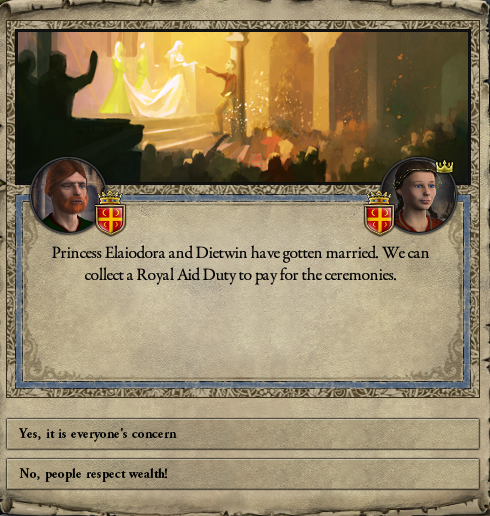 Princess Elaiodora and Dietwin have gotten married. We can
collect a Royal Aid Duty to pay for the ceremonies.
Yes, it is everyone's concern
No, people respect wealth!